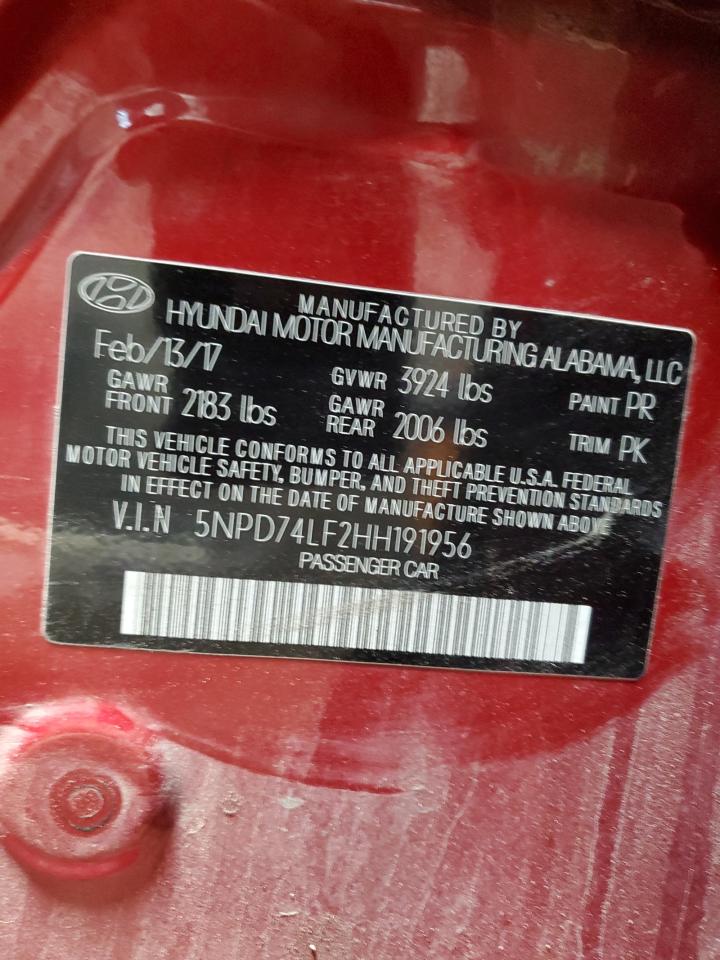 MANUFACTURED BY
HYUNDAI MOTOR MANUFACTURING ALABAMA, LLC
Feb/13/17
GVWR 3924 lbs
PAINT PR
GAWR
FRONT 2183 lbs
GAWR
REAR 2006 lbs
TRIM PK
THIS VEHICLE CONFORMS TO ALL APPLICABLE U.S.A. FEDERAL
MOTOR VEHICLE SAFETY, BUMPER, AND THEFT PREVENTION STANDARDS
IN EFFECT ON THE DATE OF MANUFACTURE SHOWN ABOVE
V.I.N 5NPD74LF2HH191956
PASSENGER CAR